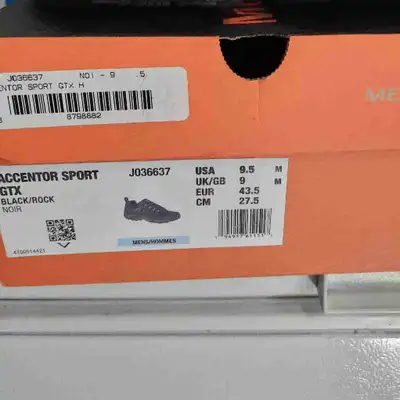 J036637 NOI - 9 .5
ENTOR SPORT GTX H
8798882
ME
ACCENTOR SPORT
GTX
BLACK/ROCK
NOIR
J036637
MENS/HOMMES
USA 9.5 M
UK/GB 9 M
EUR 43.5
CM 27.5